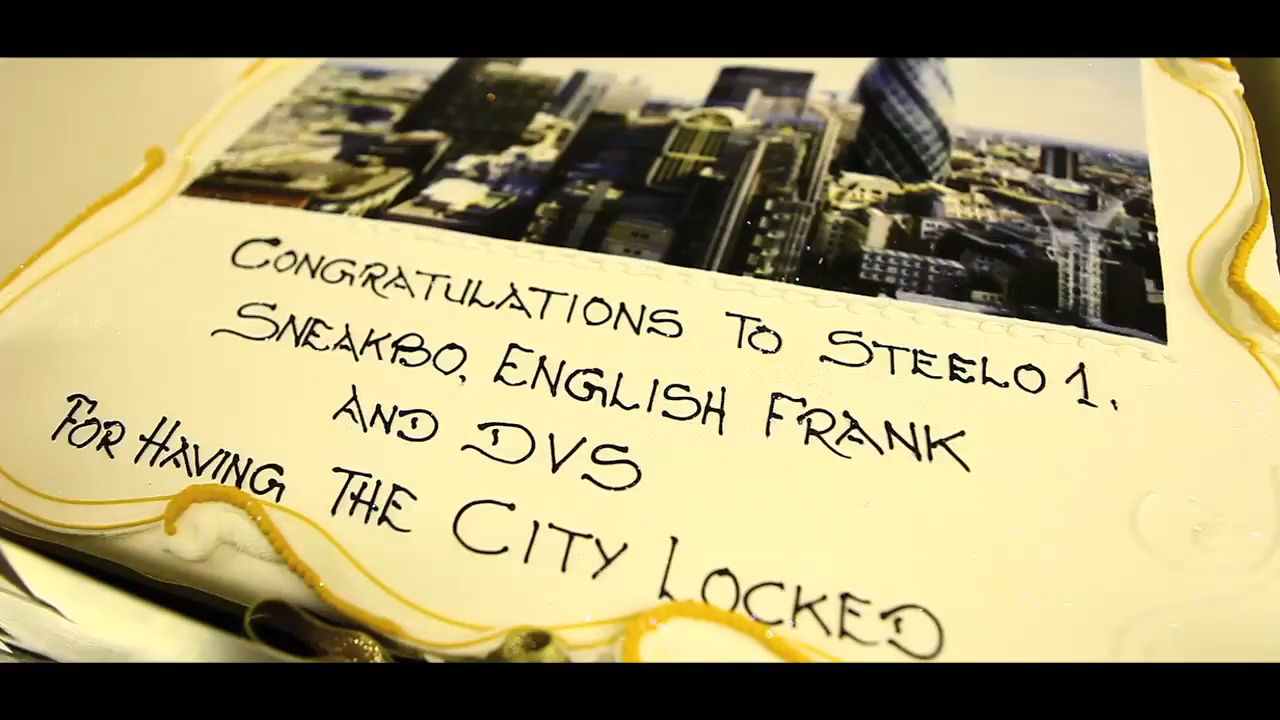 CONGRATULATIONS TO STEELO 1.
SNEAKBO, ENGLISH FRANK
AND DVS
FOR HAVING THE CITY LOCKED